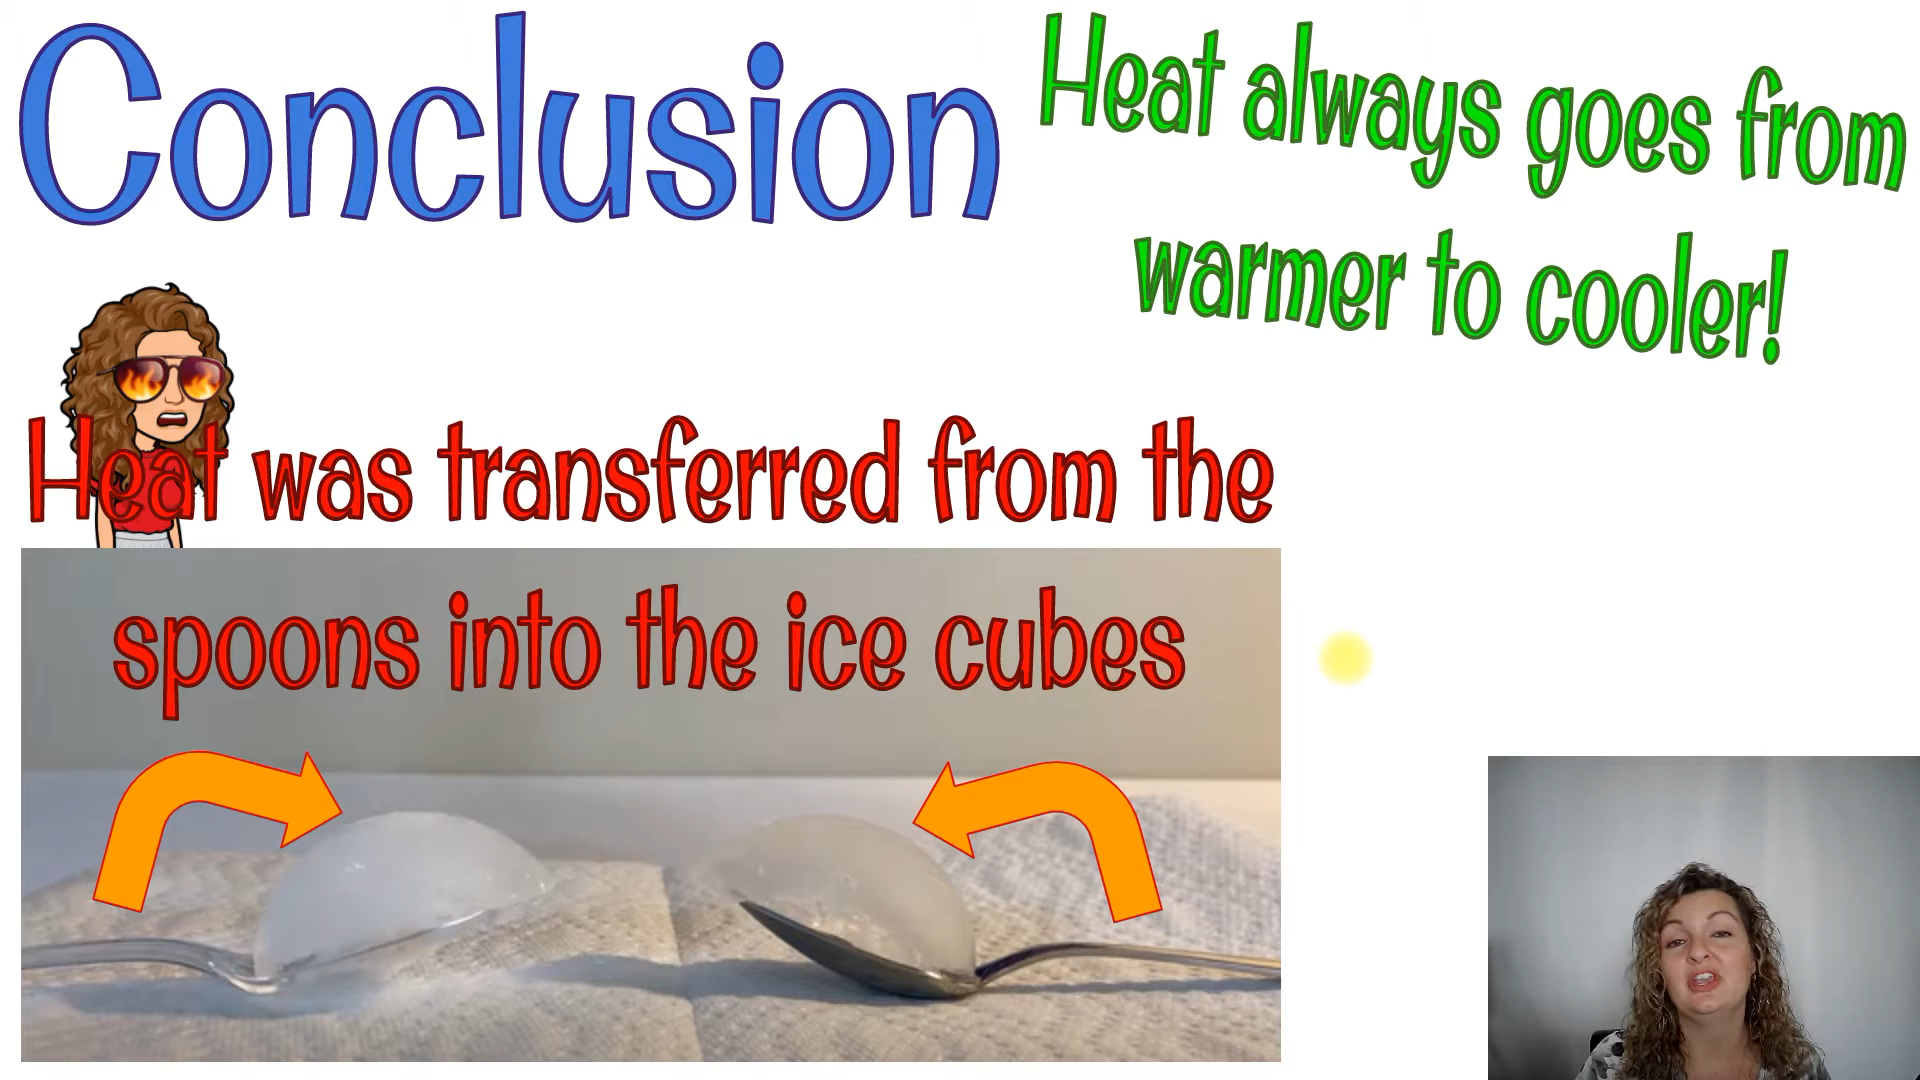 Conclusion
Heat always goes from
warmer to cooler!
Heat was transferred from the
spoons into the ice cubes